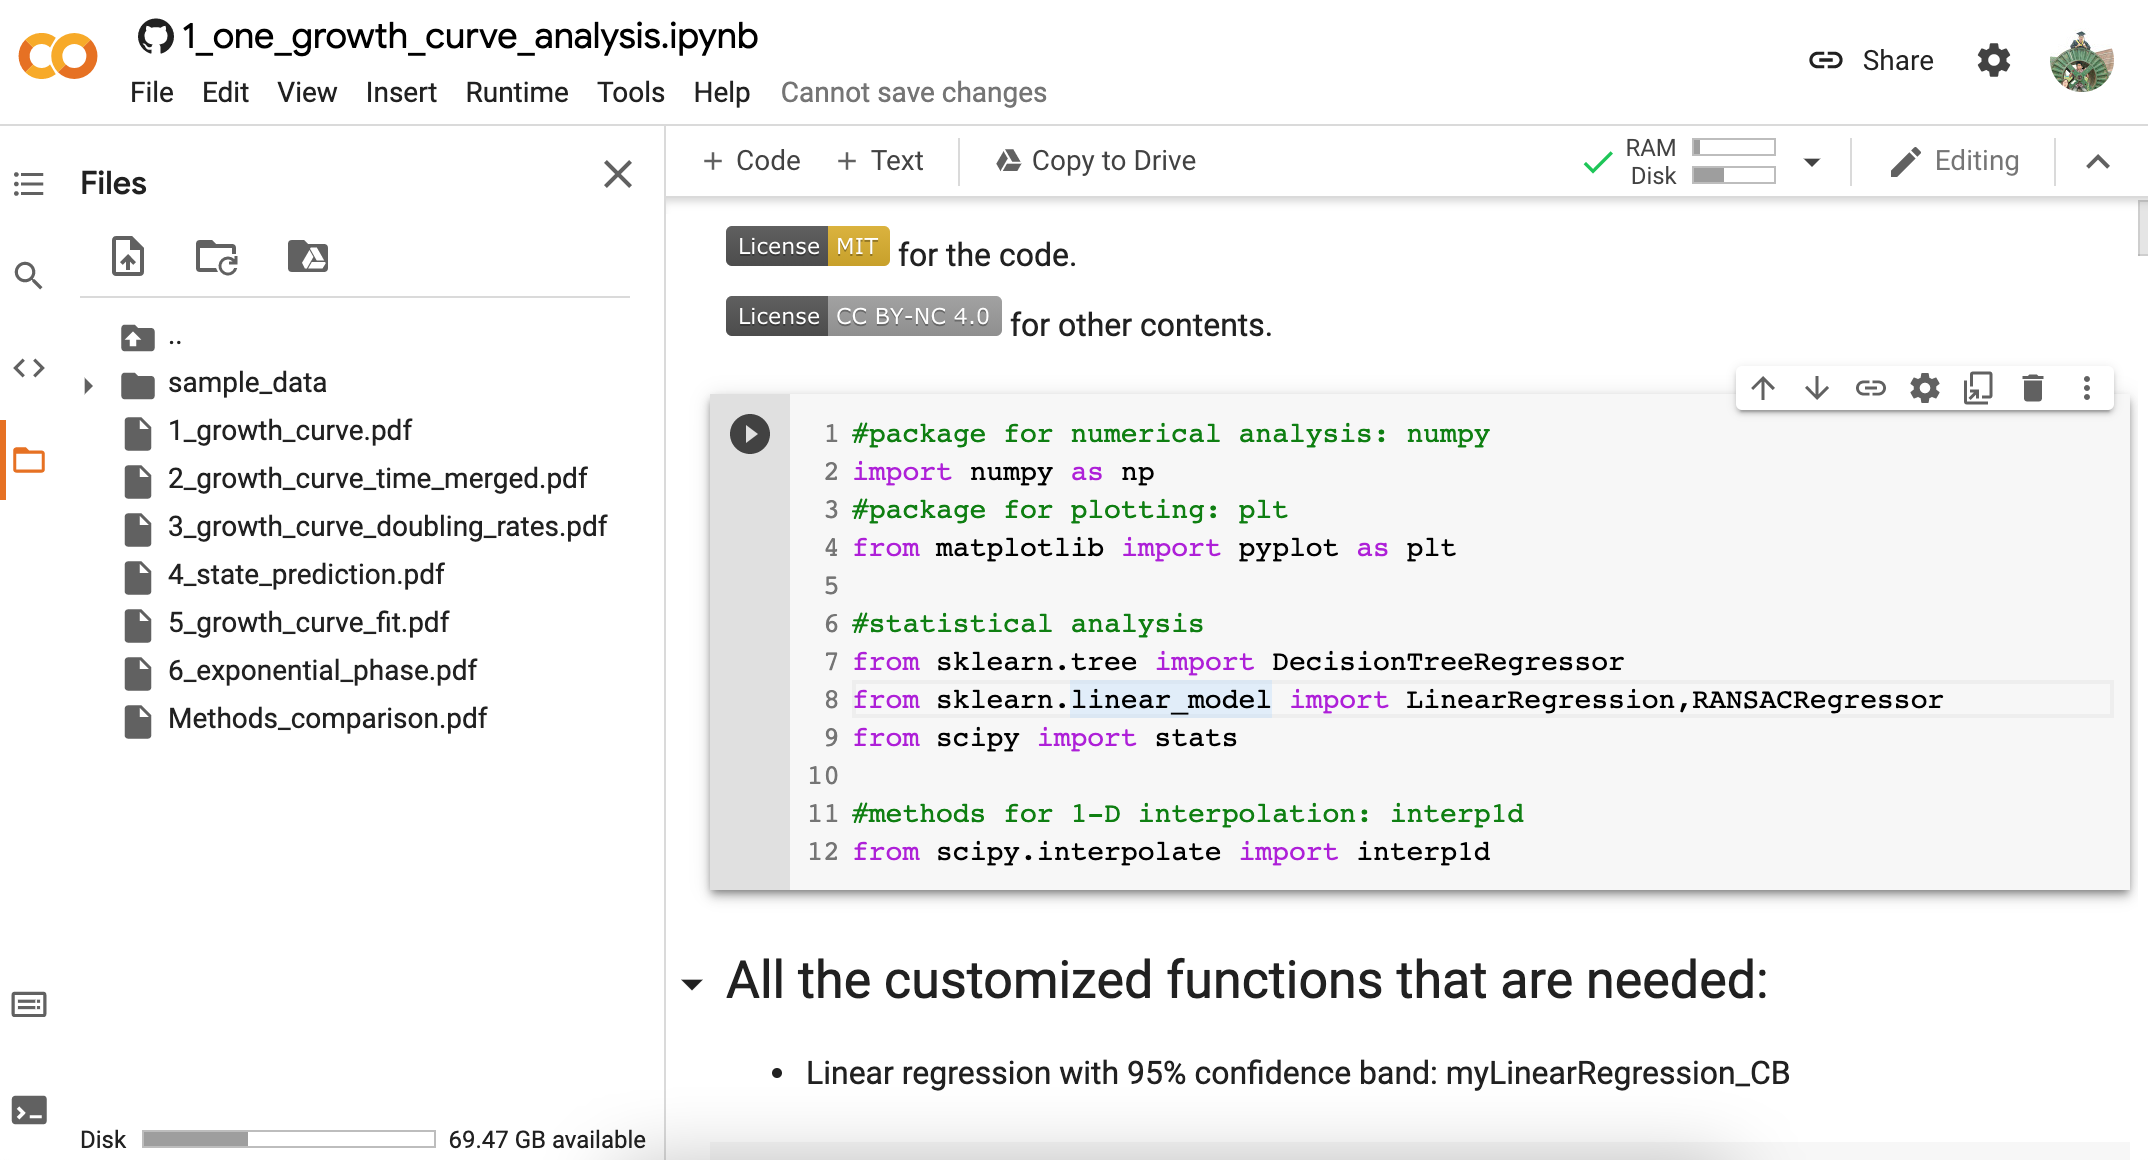 1_one_growth_curve_analysis.ipynb
File Edit View Insert Runtime Tools Help Cannot save changes
Share
Files
..
sample_data
1_growth_curve.pdf
2_growth_curve_time_merged.pdf
3_growth_curve_doubling_rates.pdf
4_state_prediction.pdf
5_growth_curve_fit.pdf
6_exponential_phase.pdf
Methods_comparison.pdf
Disk 69.47 GB available
+ Code + Text Copy to Drive
RAM
Disk
Editing
License MIT for the code.
License CC BY-NC 4.0 for other contents.
1 #package for numerical analysis: numpy
2 import numpy as np
3 #package for plotting: plt
4 from matplotlib import pyplot as plt
5
6 #statistical analysis
7 from sklearn.tree import DecisionTreeRegressor
8 from sklearn.linear_model import LinearRegression,RANSACRegressor
9 from scipy import stats
10
11 #methods for 1-D interpolation: interp1d
12 from scipy.interpolate import interp1d
All the customized functions that are needed:
• Linear regression with 95% confidence band: myLinearRegression_CB